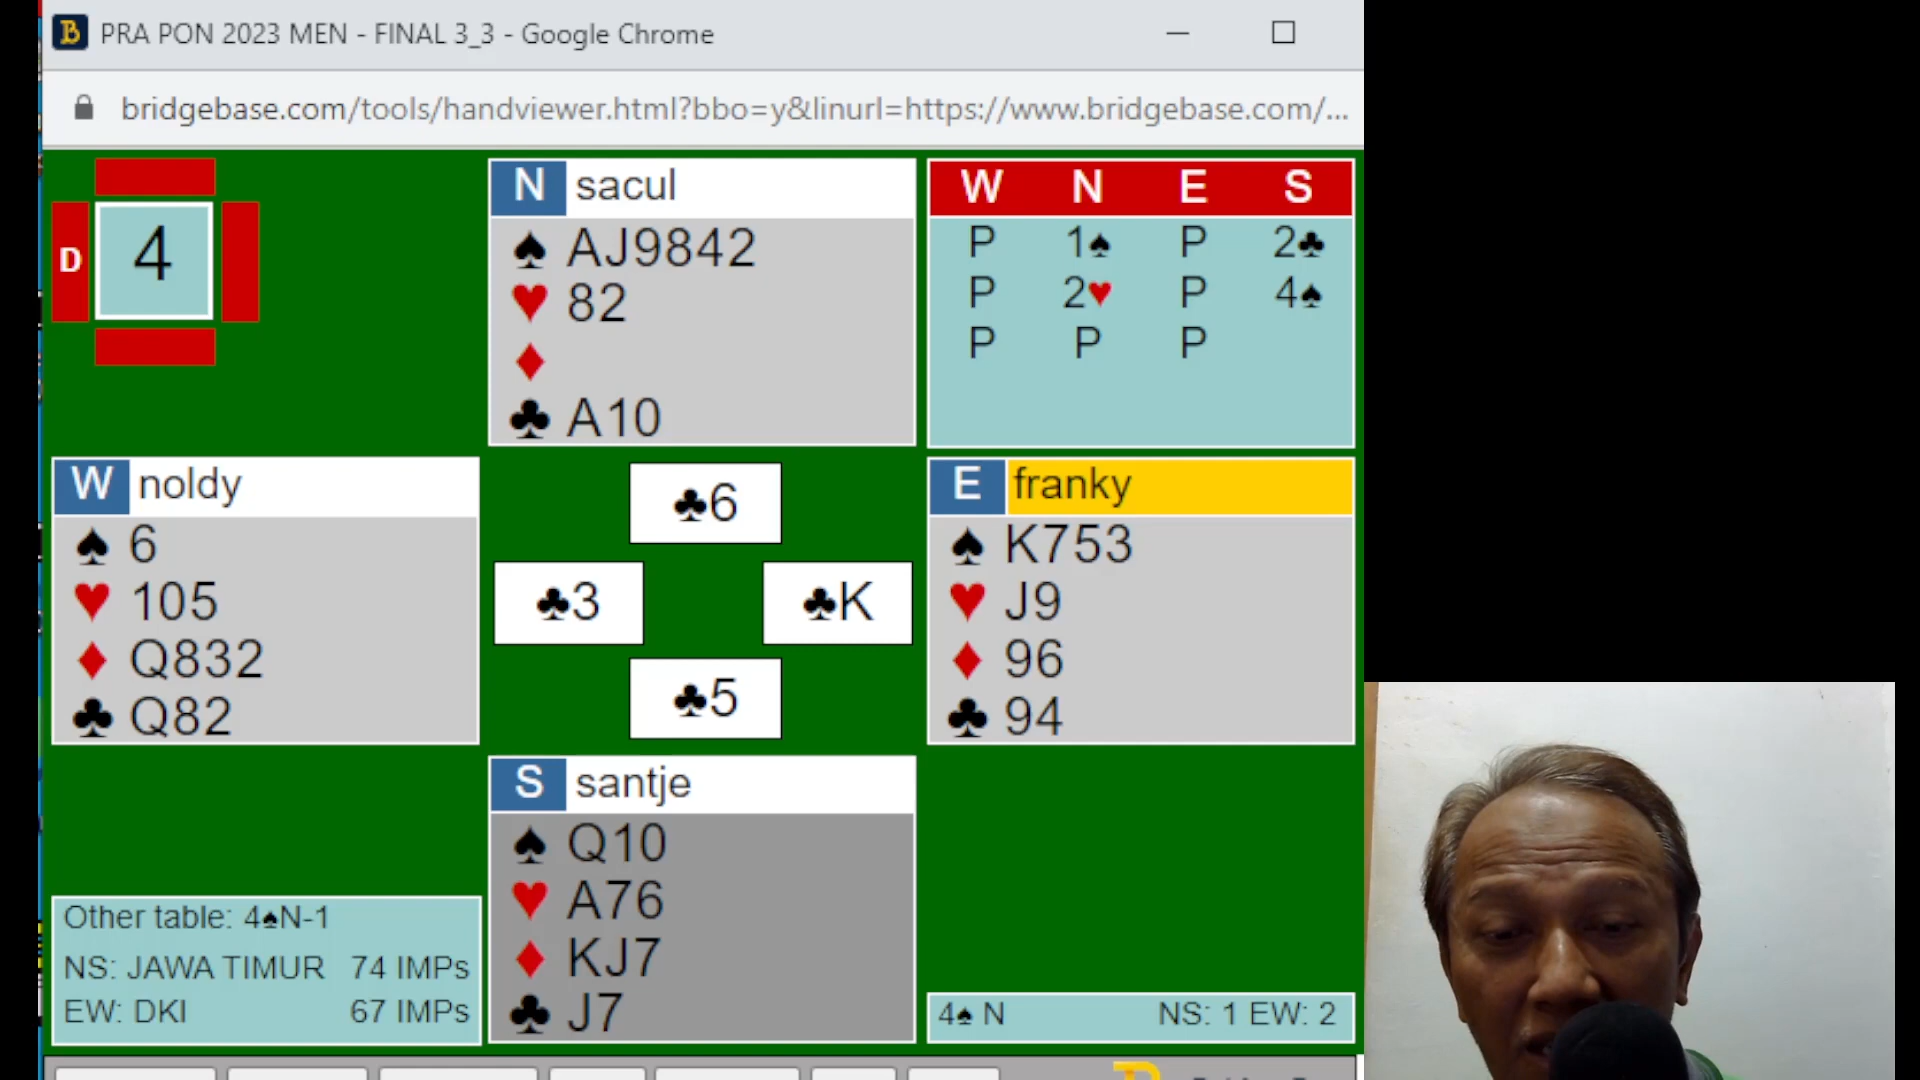 PRA PON 2023 MEN - FINAL 3_3 - Google Chrome
bridgebase.com/tools/handviewer.html?bbo=y&linurl=https://www.bridgebase.com/...
D
4
N sacul
♠ AJ9842
♥ 82
♦
♣ A10
W N E S
P 1♠ P 2♣
P 2♥ P 4♠
P P P
W noldy
♠ 6
♥ 105
♦ Q832
♣ Q82
♣6
♣3
♣K
♣5
E franky
♠ K753
♥ J9
♦ 96
♣ 94
S santje
♠ Q10
♥ A76
♦ KJ7
♣ J7
Other table: 4♠N-1
NS: JAWA TIMUR 74 IMPs
EW: DKI 67 IMPs
4♠ N NS: 1 EW: 2